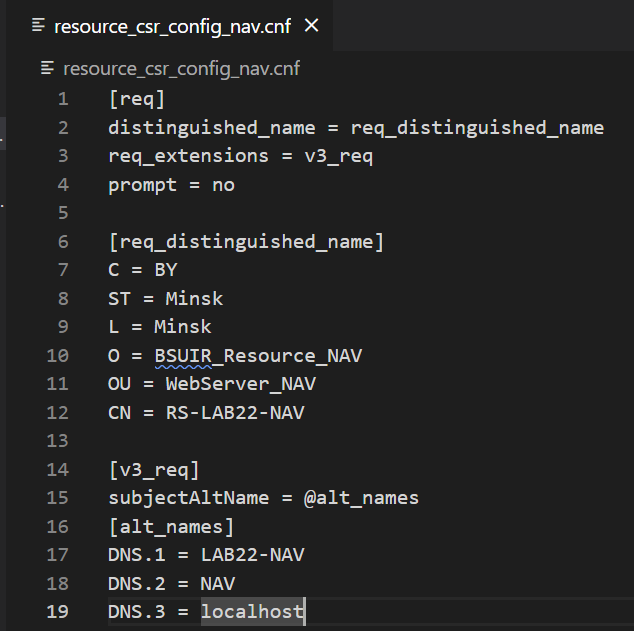 resource_csr_config_nav.cnf
resource_csr_config_nav.cnf
1 [req]
2 distinguished_name = req_distinguished_name
3 req_extensions = v3_req
4 prompt = no
5
6 [req_distinguished_name]
7 C = BY
8 ST = Minsk
9 L = Minsk
10 O = BSUIR_Resource_NAV
11 OU = WebServer_NAV
12 CN = RS-LAB22-NAV
13
14 [v3_req]
15 subjectAltName = @alt_names
16 [alt_names]
17 DNS.1 = LAB22-NAV
18 DNS.2 = NAV
19 DNS.3 = localhost